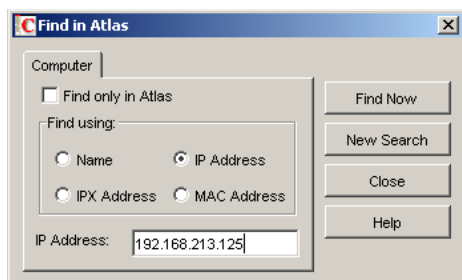 Find in Atlas
Computer
Find only in Atlas
Find using:
Name
IP Address
IPX Address
MAC Address
IP Address: 192.168.213.125
Find Now
New Search
Close
Help